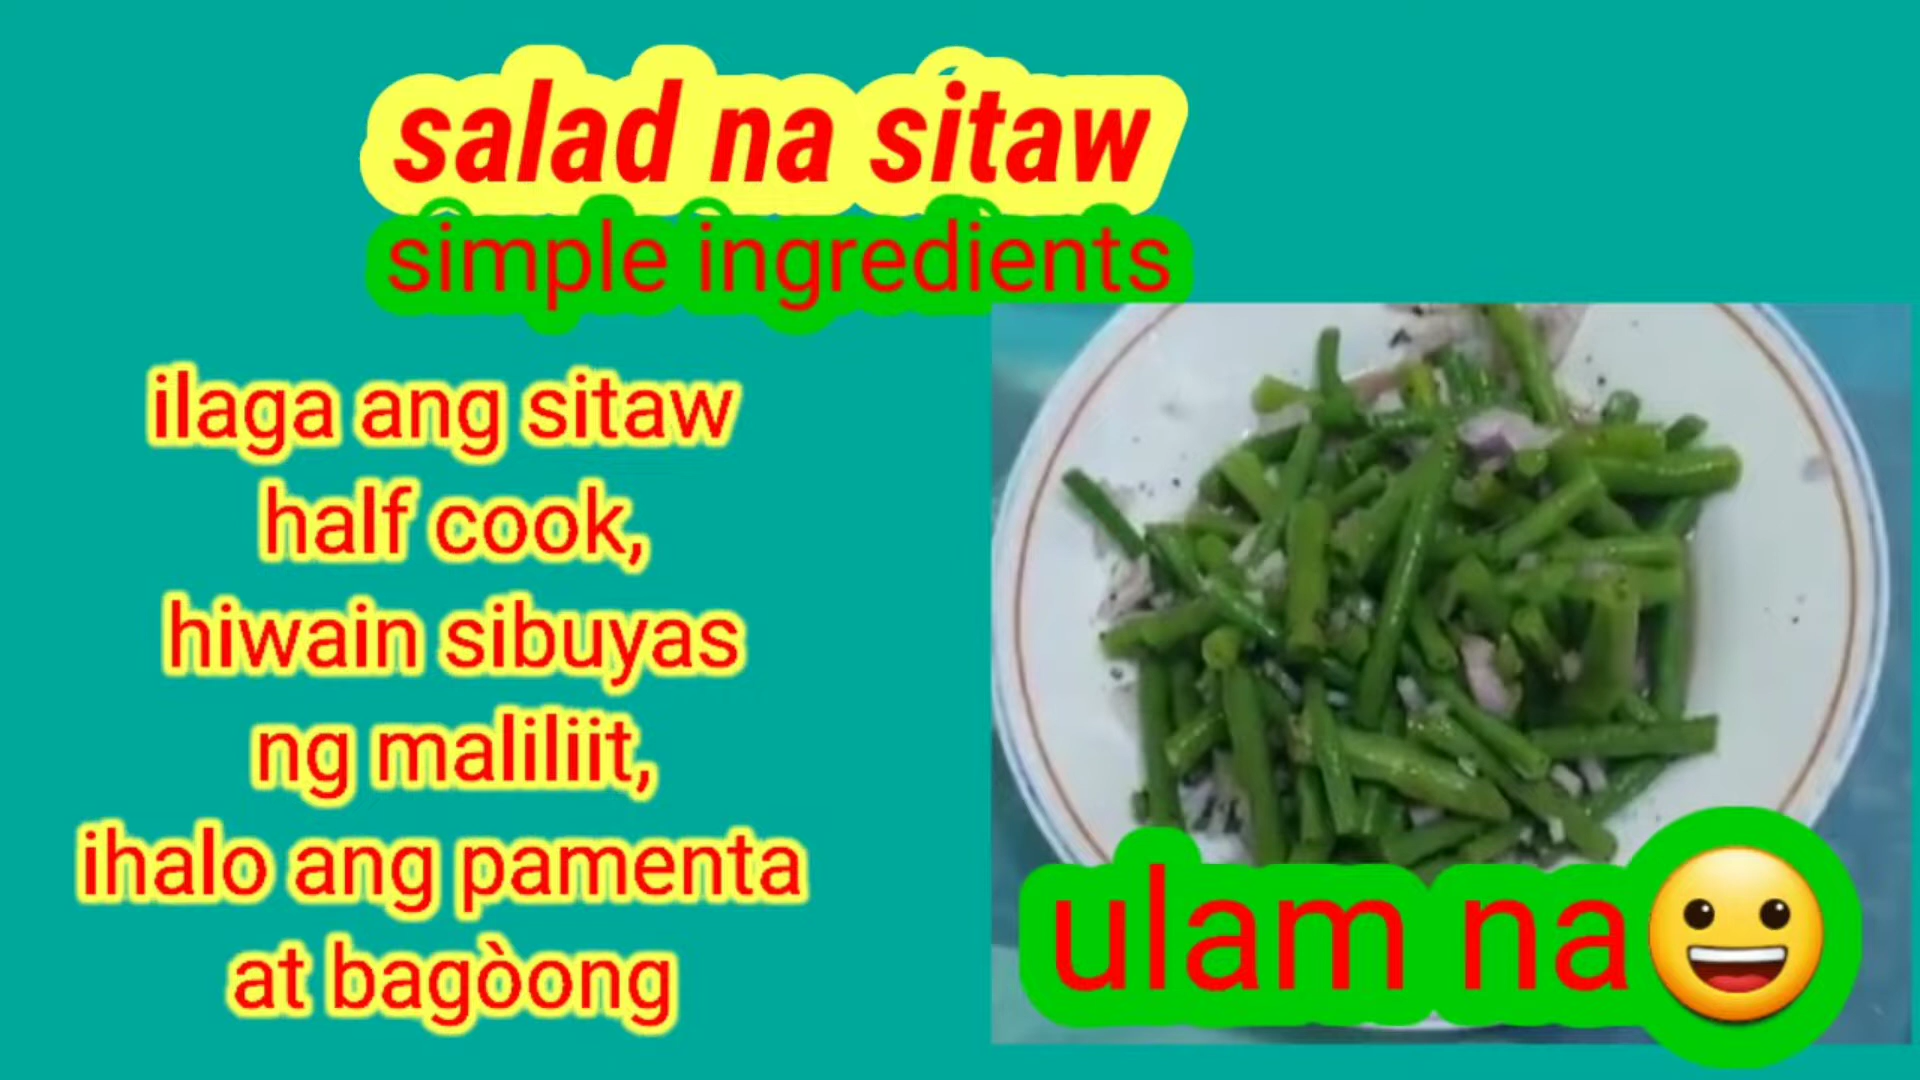 salad na sitaw
simple ingredients
ilaga ang sitaw
half cook,
hiwain sibuyas
ng maliliit,
ihalo ang pamenta
at bagòong
ulam na😀